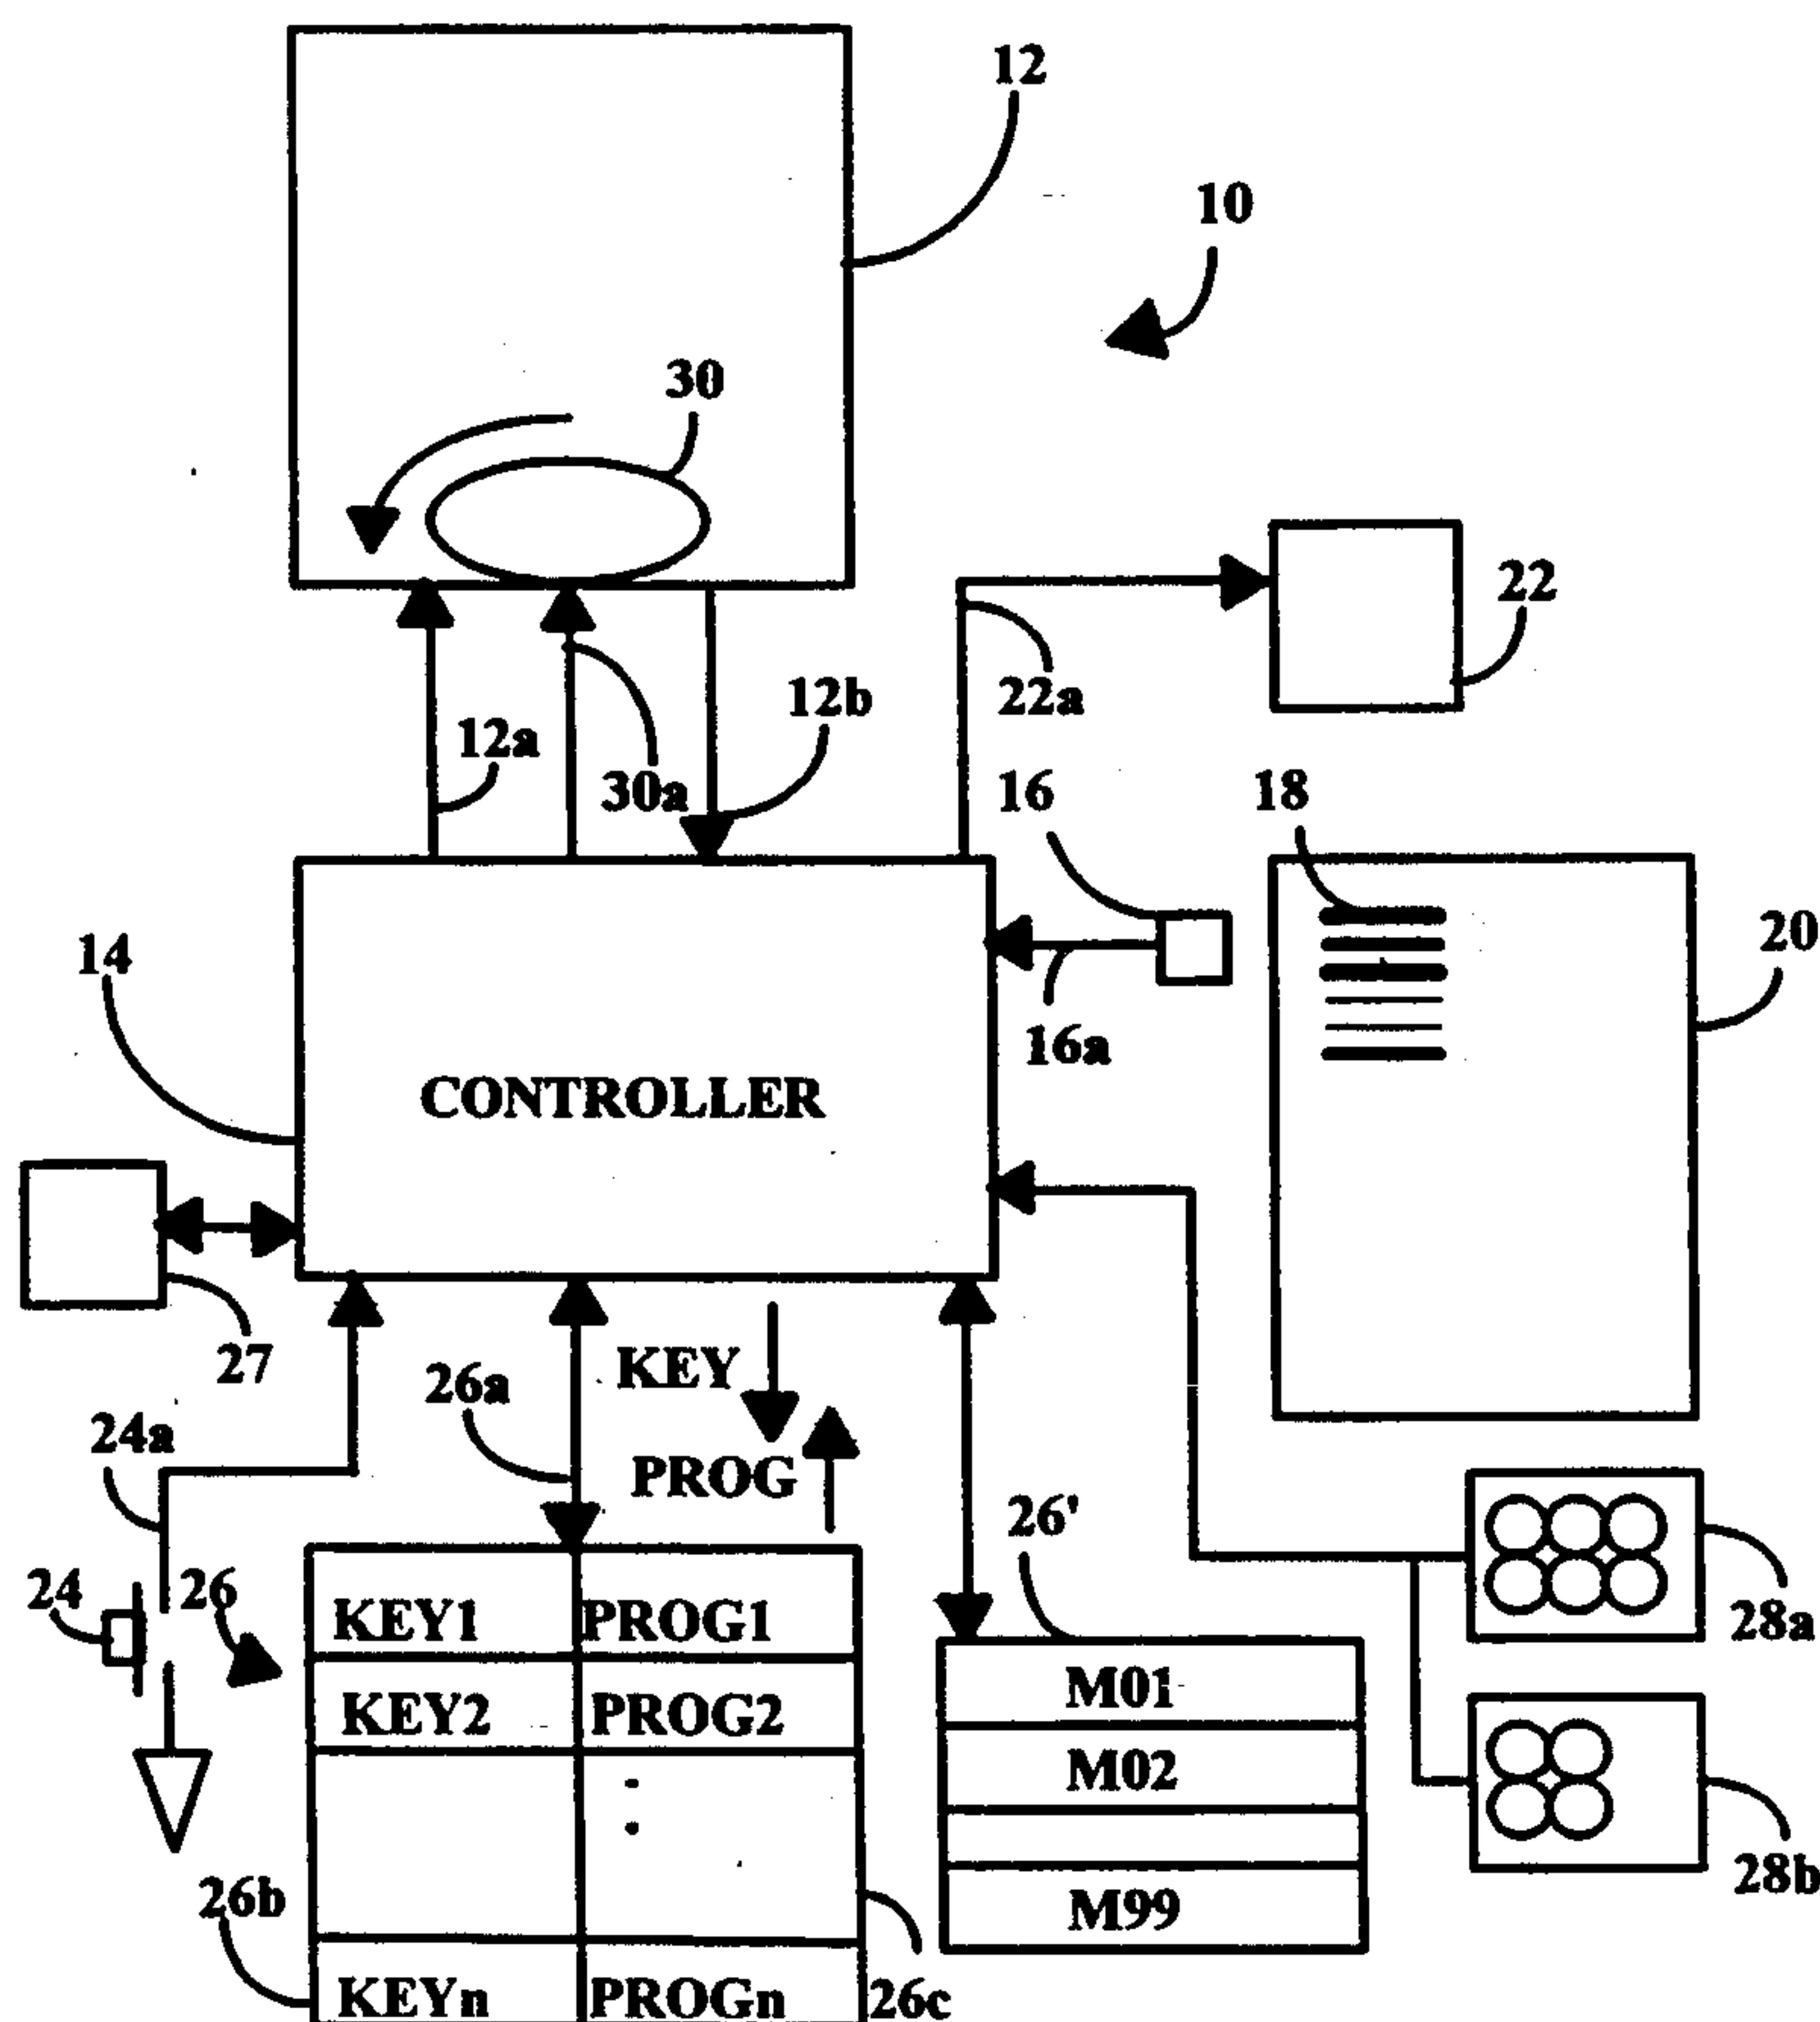 12
10
30
22
12b
22a
12a
30a
16
18
20
14
16a
CONTROLLER
27
KEY
26a
24a
PROG
26'
24
26
KEY1 PROG1
28a
M01
KEY2 PROG2
M02
28b
26b
M99
KEYn PROGn
26c